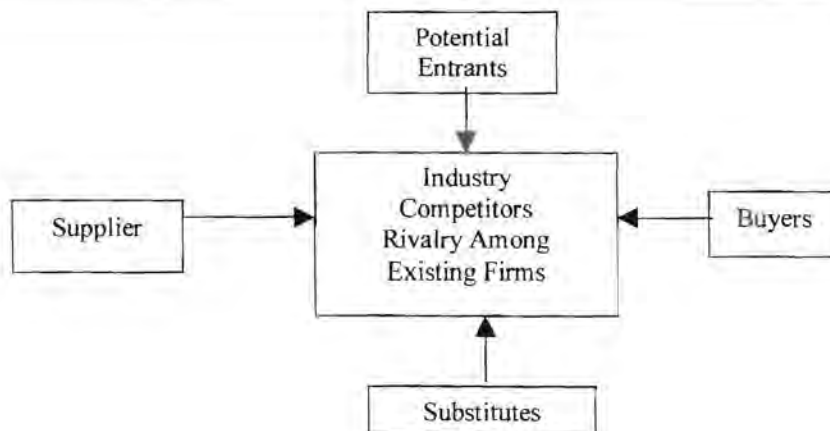 Potential
Entrants
Industry
Competitors
Rivalry Among
Existing Firms
Supplier
Buyers
Substitutes